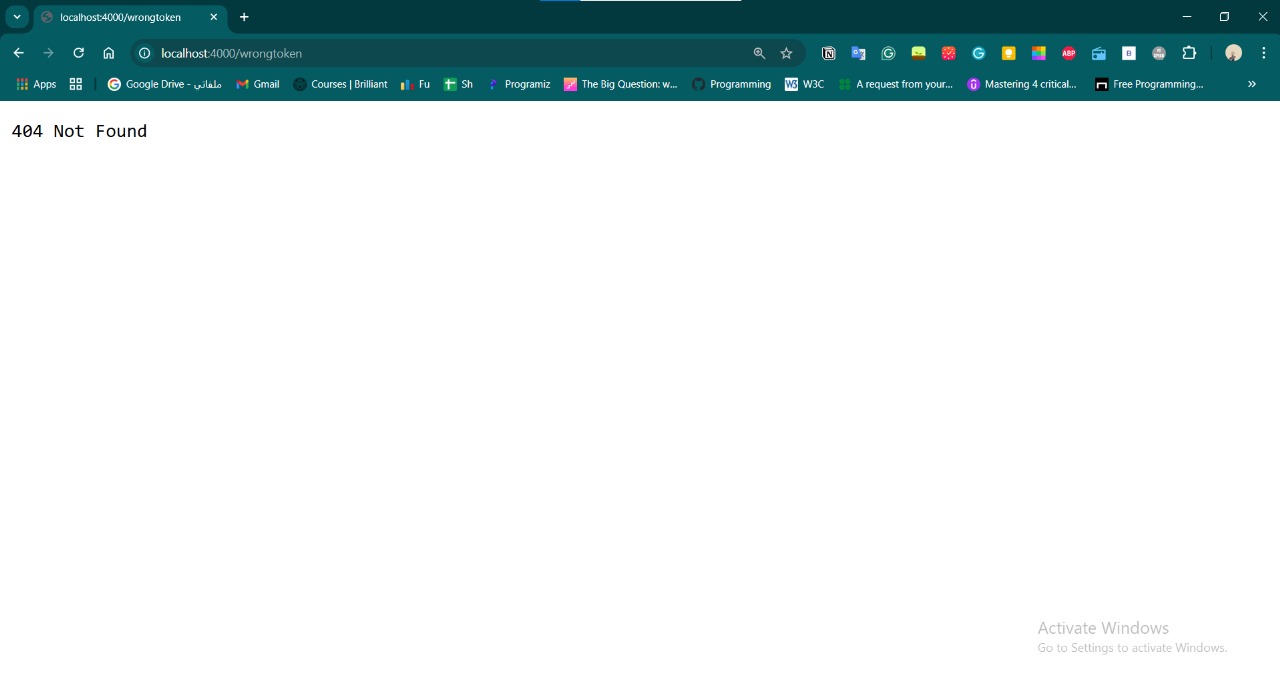 localhost:4000/wrongtoken
localhost:4000/wrongtoken
Apps
Google Drive - ملفاتي
Gmail
Courses | Brilliant
Fu
Sh
Programiz
The Big Question: w...
Programming
W3C
A request from your...
Mastering 4 critical...
Free Programming...
ABP
404 Not Found
Activate Windows
Go to Settings to activate Windows.